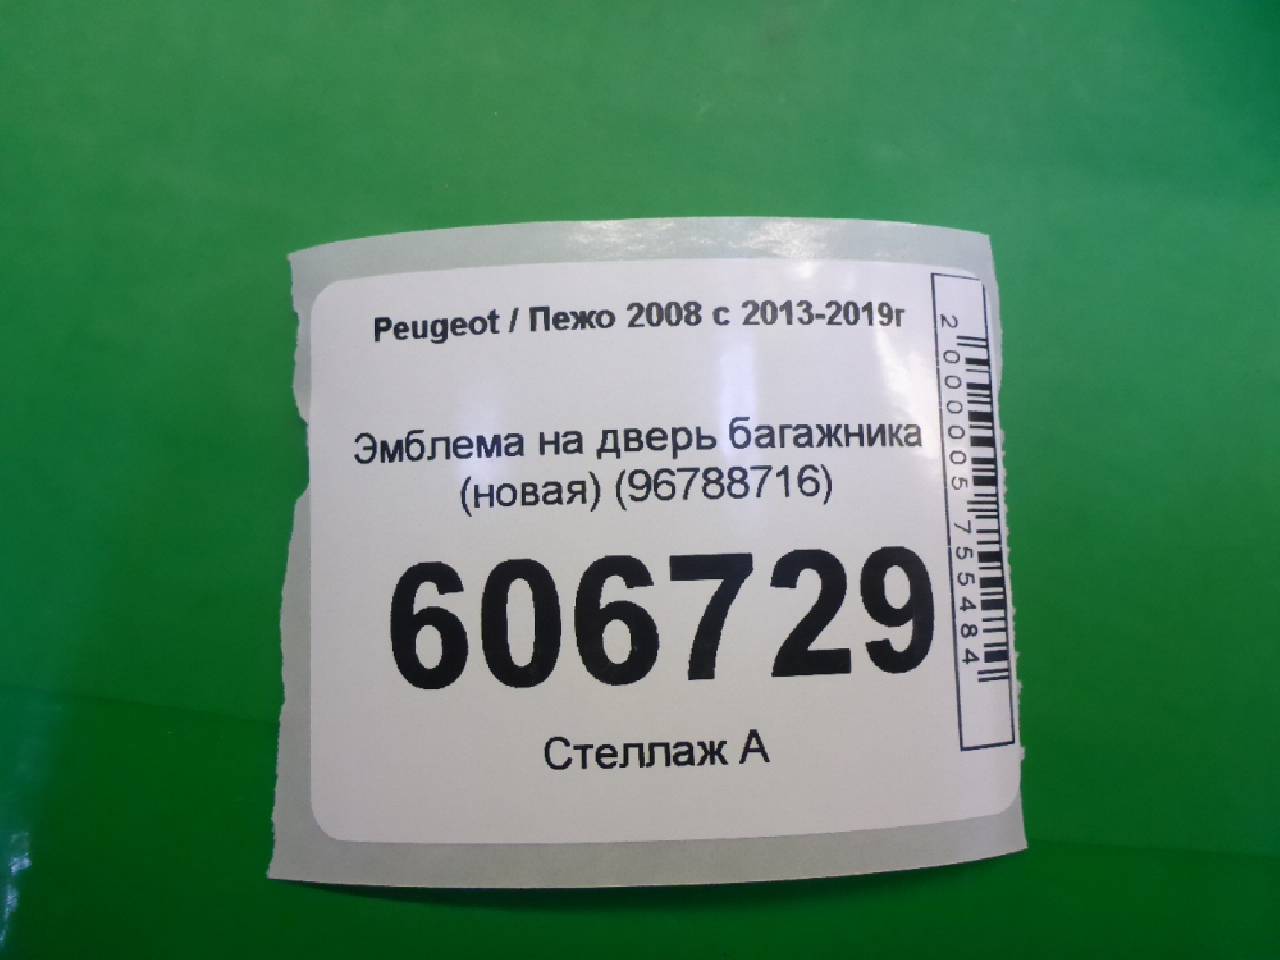 Peugeot / Пежо 2008 с 2013-2019г
Эмблема на дверь багажника
(новая) (96788716)
606729
Стеллаж А
2000005755484